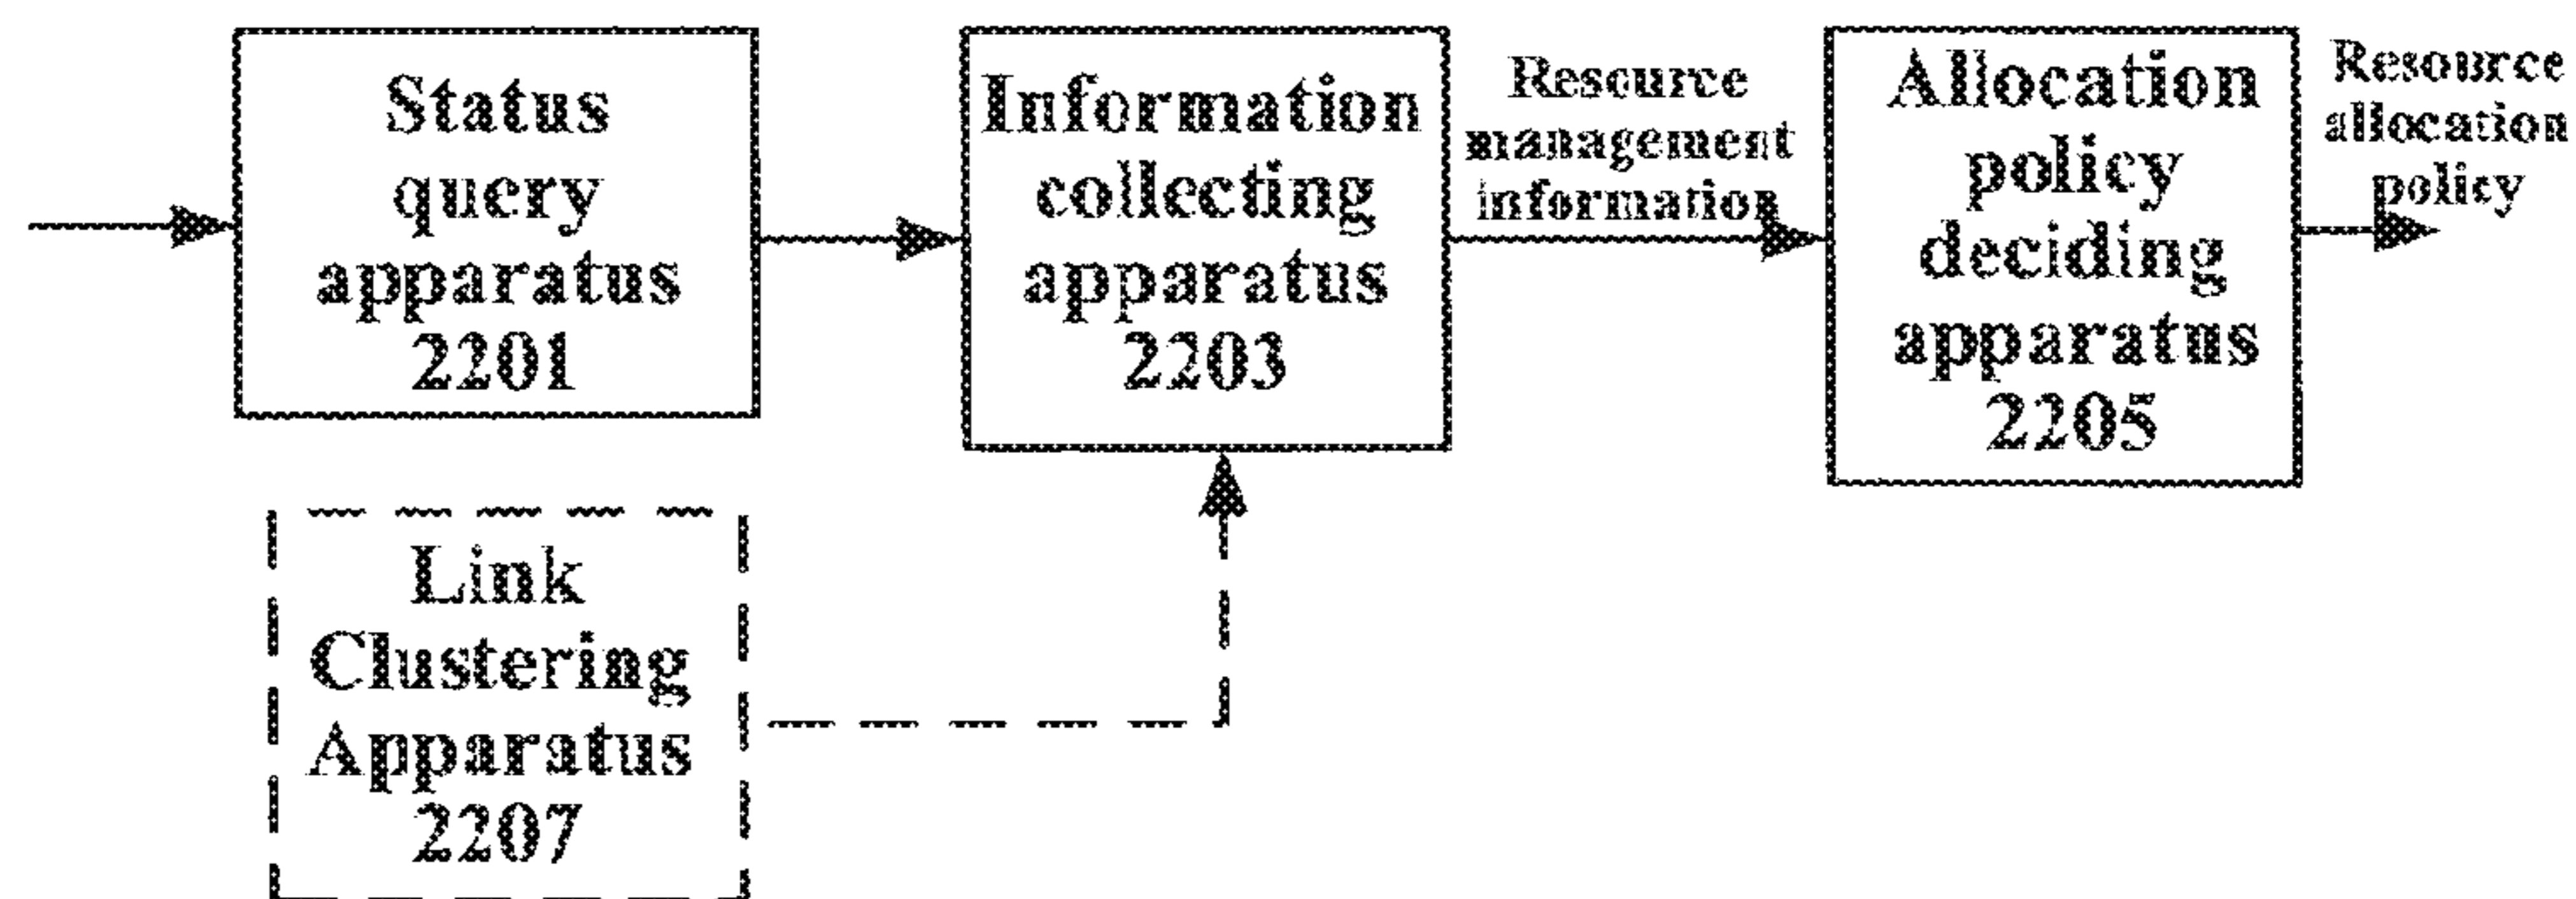 Status
query
apparatus
2201
Information
collecting
apparatus
2203
Resource
management
information
Allocation
policy
deciding
apparatus
2205
Resource
allocation
policy
Link
Clustering
Apparatus
2207